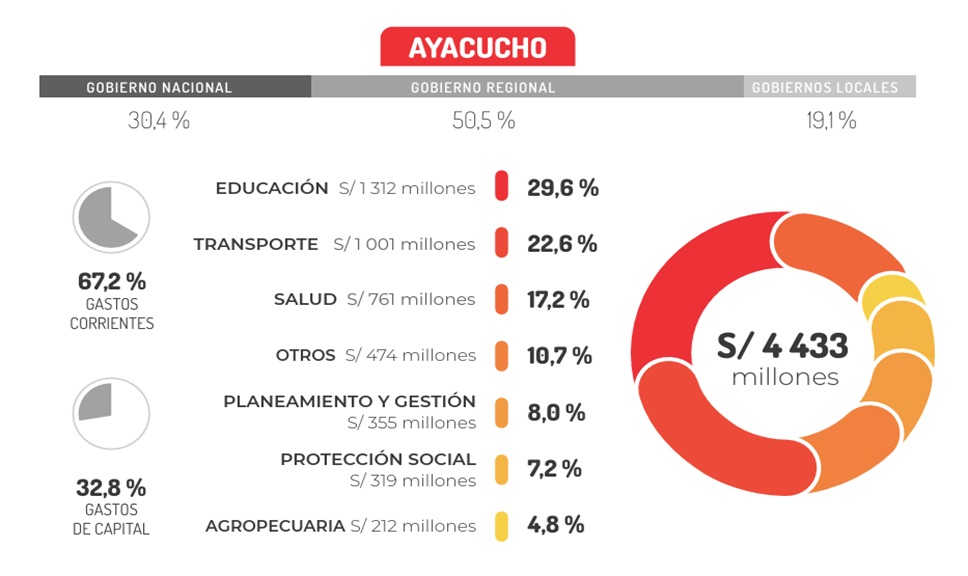 AYACUCHO
GOBIERNO NACIONAL GOBIERNO REGIONAL GOBIERNOS LOCALES
30,4 % 50,5 % 19,1 %
67,2 %
GASTOS
CORRIENTES
32,8 %
GASTOS
DE CAPITAL
EDUCACIÓN S/ 1 312 millones 29,6 %
TRANSPORTE S/ 1 001 millones 22,6 %
SALUD S/ 761 millones 17,2 %
OTROS S/ 474 millones 10,7 %
PLANEAMIENTO Y GESTIÓN
S/ 355 millones 8,0 %
PROTECCIÓN SOCIAL
S/ 319 millones 7,2 %
AGROPECUARIA S/ 212 millones 4,8 %
S/ 4 433
millones